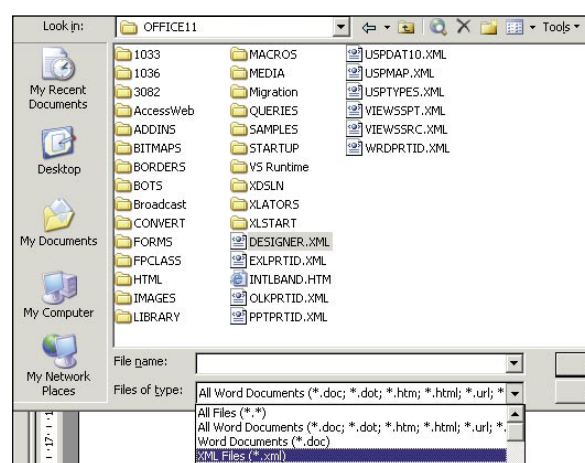 Look in:
OFFICE11
Tools
My Recent
Documents
Desktop
My Documents
My Computer
My Network
Places
1033
1036
3082
AccessWeb
ADDINS
BITMAPS
BORDERS
BOTS
Broadcast
CONVERT
FORMS
FPCLASS
HTML
IMAGES
LIBRARY
MACROS
MEDIA
Migration
QUERIES
SAMPLES
STARTUP
VS Runtime
XDSLN
XLATORS
XLSTART
DESIGNER.XML
EXLPRTID.XML
INTLBAND.HTM
OLKPRTID.XML
PPTPRTID.XML
USPDAT10.XML
USPMAP.XML
USPTYPES.XML
VIEWSSPT.XML
VIEWSSRC.XML
WRDPRTID.XML
File name:
Files of type:
All Word Documents (*.doc; *.dot; *.htm; *.html; *.url; *
All Files (*.*)
All Word Documents (*.doc; *.dot; *.htm; *.html; *.url; *.
Word Documents (*.doc)
XML Files (*.xml)
17